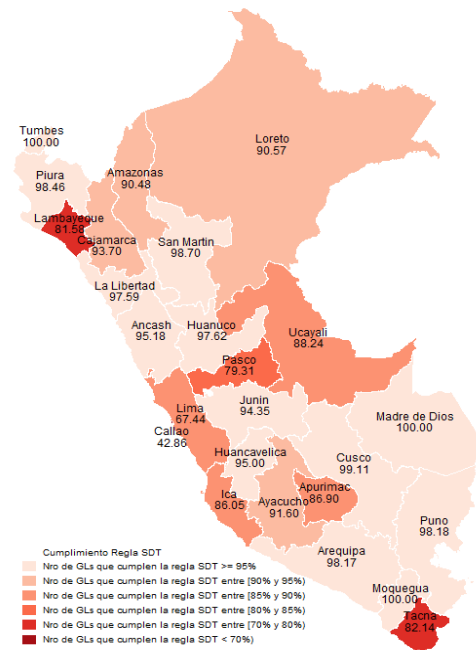 Tumbes
100.00
Piura
98.46
Lambayeque
81.58
Cajamarca
93.70
Amazonas
90.48
Loreto
90.57
San Martin
98.70
La Libertad
97.59
Ancash
95.18
Huanuco
97.62
Ucayali
88.24
Pasco
79.31
Lima
67.44
Callao
42.86
Junin
94.35
Madre de Dios
100.00
Huancavelica
95.00
Cusco
99.11
Ica
86.05
Ayacucho
91.60
Apurimac
86.90
Puno
98.18
Arequipa
98.17
Moquegua
100.00
Tacna
82.14
Cumplimiento Regla SDT
Nro de GLs que cumplen la regla SDT >= 95%
Nro de GLs que cumplen la regla SDT entre [90% y 95%)
Nro de GLs que cumplen la regla SDT entre [85% y 90%)
Nro de GLs que cumplen la regla SDT entre [80% y 85%)
Nro de GLs que cumplen la regla SDT entre [70% y 80%)
Nro de GLs que cumplen la regla SDT < 70%)